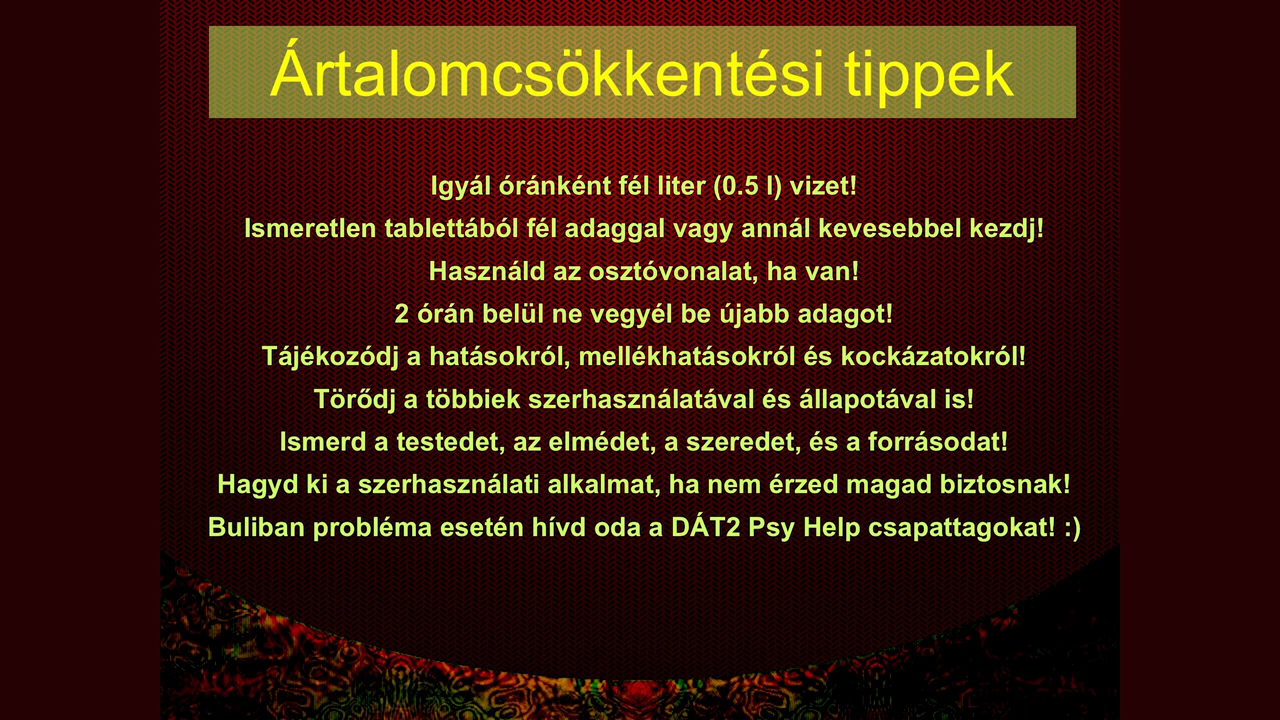 Ártalomcsökkentési tippek
Igyál óránként fél liter (0.5 l) vizet!
Ismeretlen tablettából fél adaggal vagy annál kevesebbel kezdj!
Használd az osztóvonalat, ha van!
2 órán belül ne vegyél be újabb adagot!
Tájékozódj a hatásokról, mellékhatásokról és kockázatokról!
Törődj a többiek szerhasználatával és állapotával is!
Ismerd a testedet, az elmédet, a szeredet, és a forrásodat!
Hagyd ki a szerhasználati alkalmat, ha nem érzed magad biztosnak!
Buliban probléma esetén hívd oda a DÁT2 Psy Help csapattagokat! :)